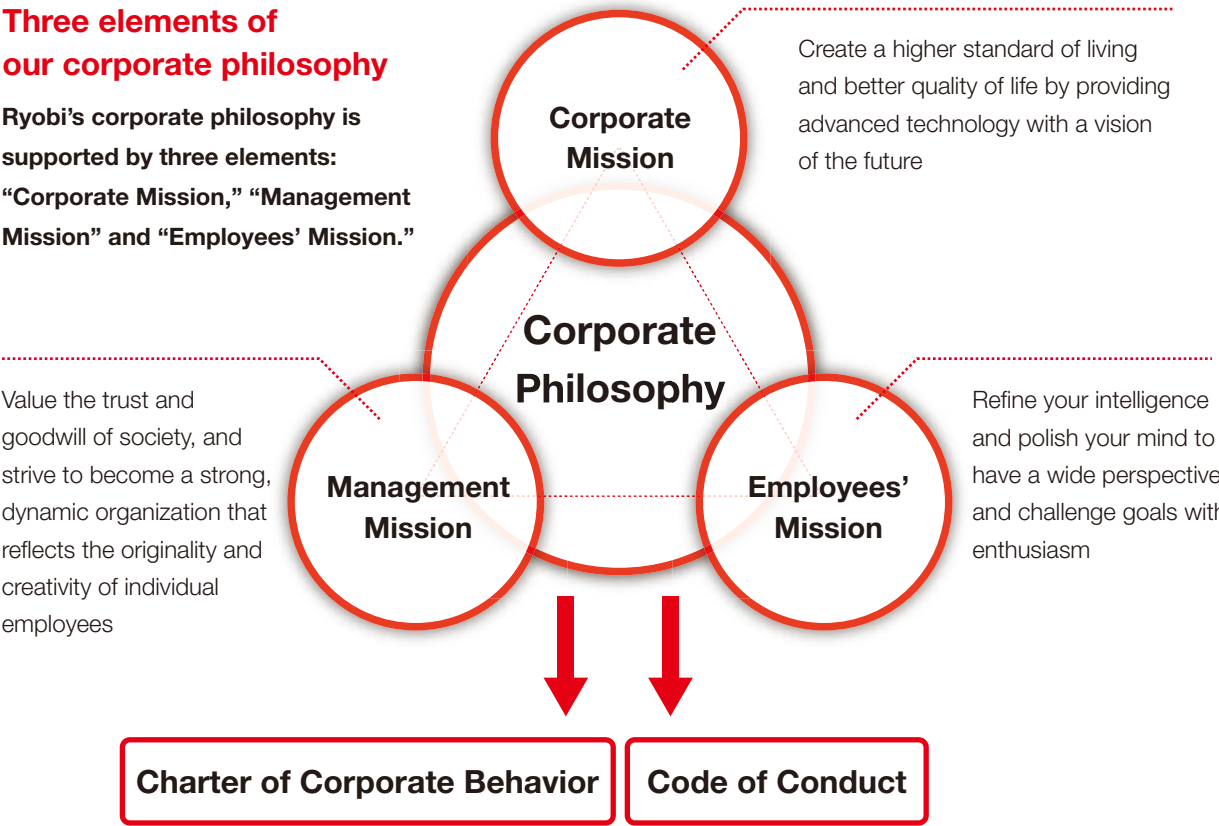 Three elements of
our corporate philosophy
Ryobi’s corporate philosophy is
supported by three elements:
“Corporate Mission,” “Management
Mission” and “Employees’ Mission.”
Corporate
Mission
Create a higher standard of living
and better quality of life by providing
advanced technology with a vision
of the future
Corporate
Philosophy
Value the trust and
goodwill of society, and
strive to become a strong,
dynamic organization that
reflects the originality and
creativity of individual
employees
Management
Mission
Employees’
Mission
Refine your intelligence
and polish your mind to
have a wide perspective
and challenge goals with
enthusiasm
Charter of Corporate Behavior
Code of Conduct